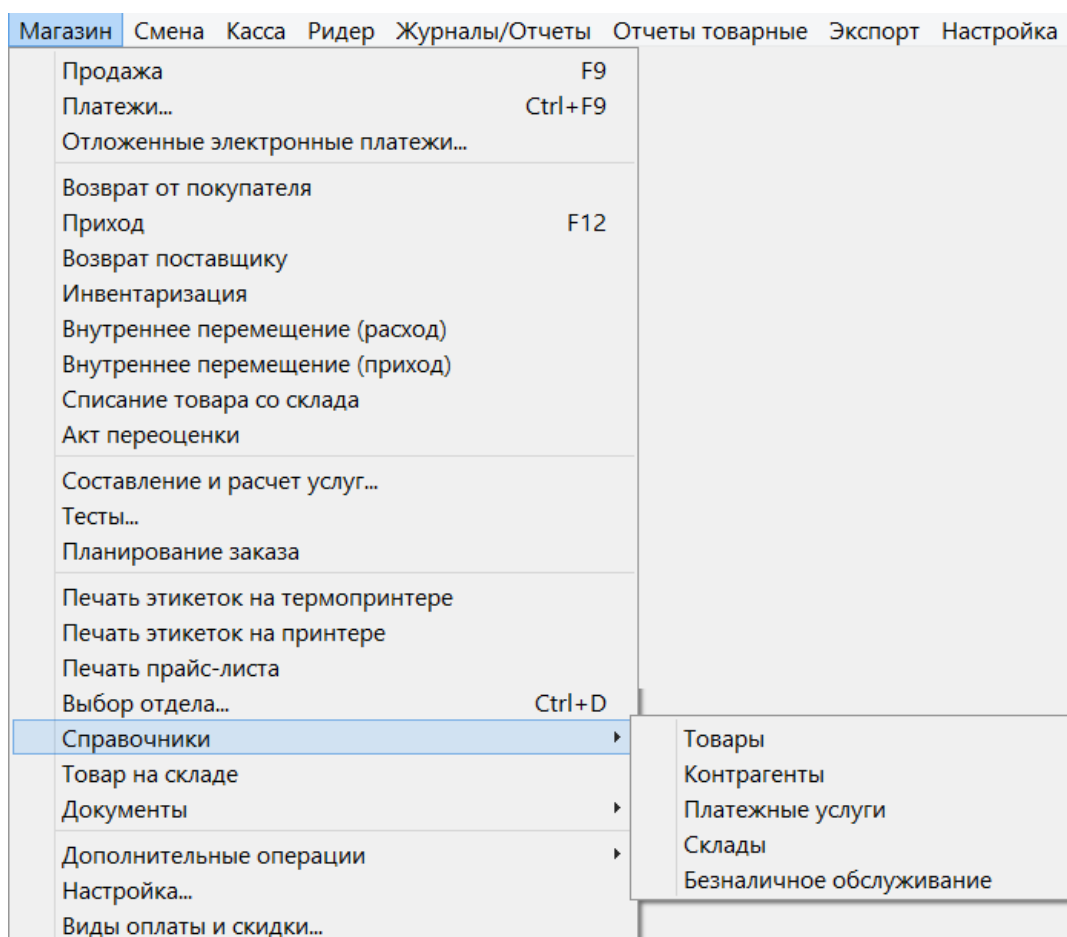 Магазин Смена Касса Ридер Журналы/Отчеты Отчеты товарные Экспорт Настройка
Продажа F9
Платежи... Ctrl+F9
Отложенные электронные платежи...
Возврат от покупателя
Приход F12
Возврат поставщику
Инвентаризация
Внутреннее перемещение (расход)
Внутреннее перемещение (приход)
Списание товара со склада
Акт переоценки
Составление и расчет услуг...
Тесты...
Планирование заказа
Печать этикеток на термопринтере
Печать этикеток на принтере
Печать прайс-листа
Выбор отдела... Ctrl+D
Справочники
Товар на складе
Документы
Дополнительные операции
Настройка...
Виды оплаты и скидки...
Товары
Контрагенты
Платежные услуги
Склады
Безналичное обслуживание